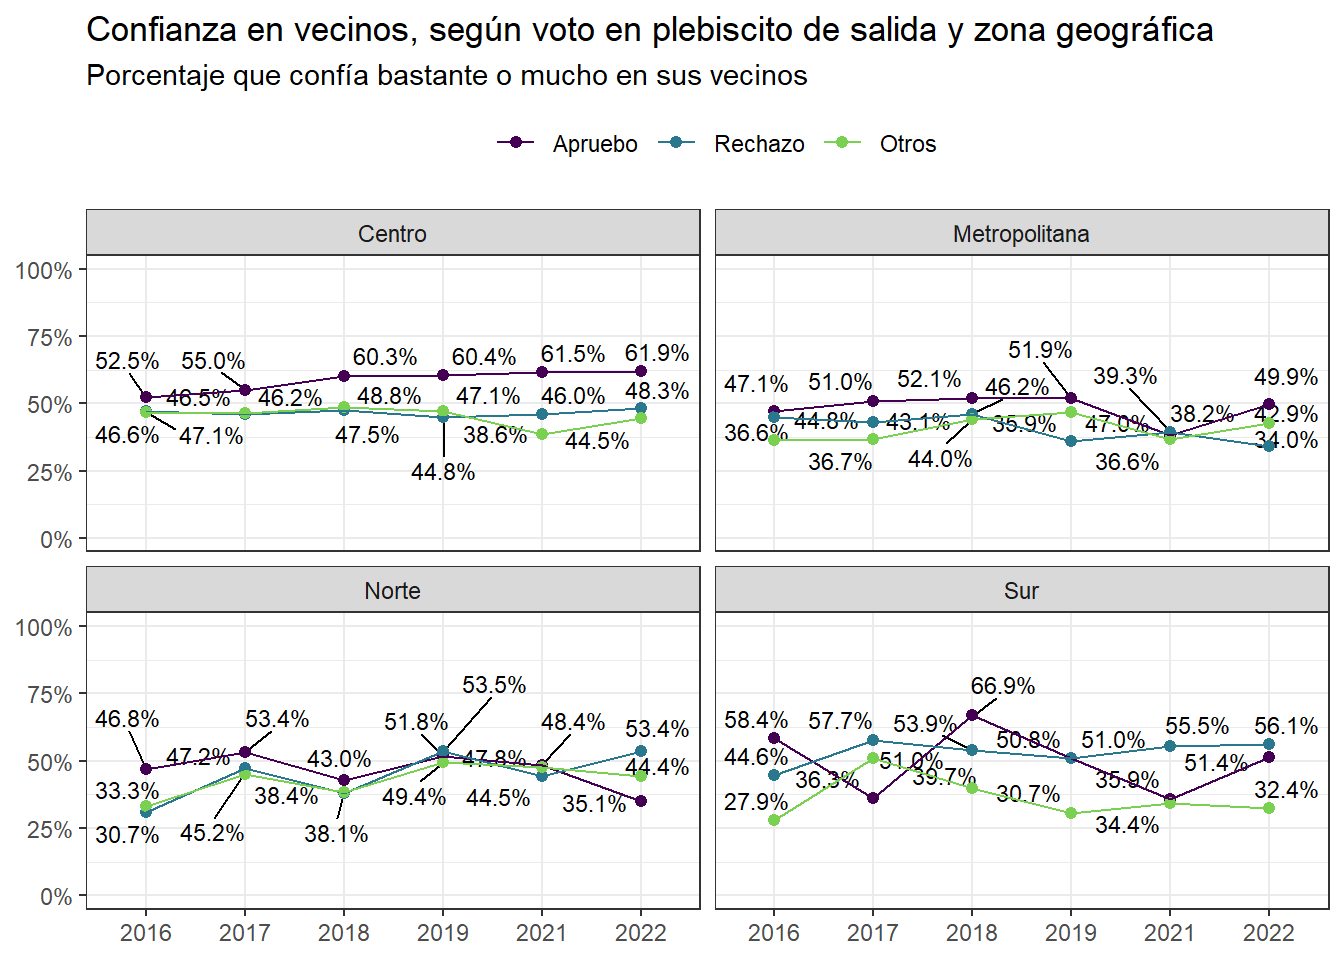 Confianza en vecinos, según voto en plebiscito de salida y zona geográfica
Porcentaje que confía bastante o mucho en sus vecinos
Apruebo Rechazo Otros
Centro
100%
75%
50%
25%
0%
52.5% 55.0% 60.3% 60.4% 61.5% 61.9%
46.5% 46.2% 48.8% 47.1% 46.0% 48.3%
46.6% 47.1% 47.5% 38.6% 44.5%
44.8%
Metropolitana
51.9%
47.1% 51.0% 52.1% 46.2% 39.3% 49.9%
36.6% 44.8% 43.1% 35.9% 47.0% 38.2% 42.9%
36.7% 44.0% 36.6% 34.0%
Norte
100%
75%
50%
25%
0%
53.5%
46.8% 53.4% 51.8% 48.4% 53.4%
47.2% 43.0% 47.8% 44.4%
33.3% 38.4% 49.4% 44.5% 35.1%
30.7% 45.2% 38.1%
2016 2017 2018 2019 2021 2022
Sur
66.9%
58.4% 57.7% 53.9% 50.8% 51.0% 55.5% 56.1%
44.6% 36.3% 51.0% 39.7% 35.9% 51.4%
27.9% 30.7% 34.4% 32.4%
2016 2017 2018 2019 2021 2022